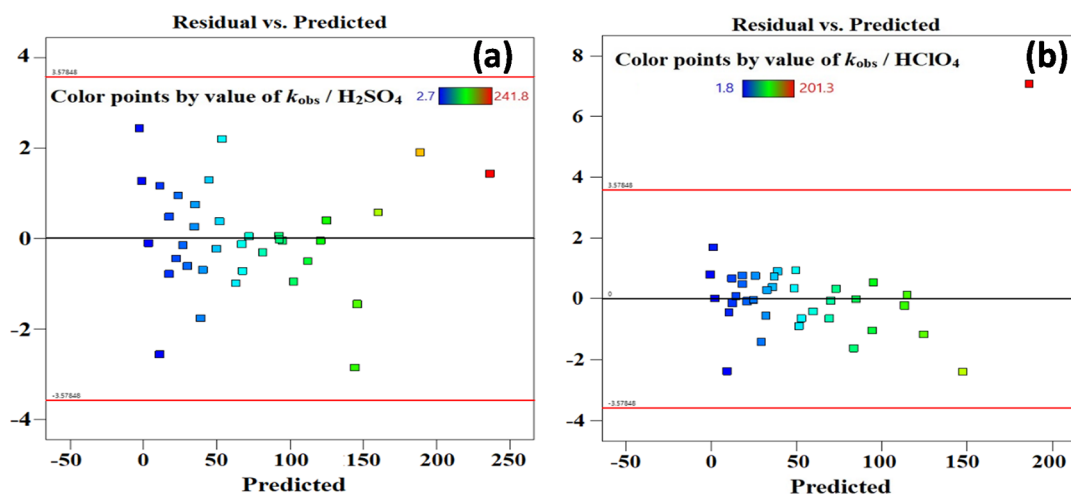 Residual vs. Predicted
(a)
4
2
0
-2
-4
3.57848
-3.57848
Color points by value of kobs / H2SO4
2.7 241.8
-50 0 50 100 150 200 250
Predicted
Residual vs. Predicted
(b)
8
6
4
2
0
-2
-4
Color points by value of kobs / HClO4
1.8 201.3
3.57848
0
-3.57848
-50 0 50 100 150 200
Predicted